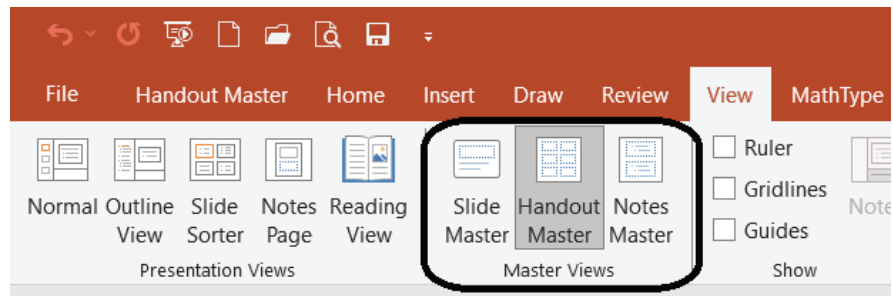 File Handout Master Home Insert Draw Review View MathType
Normal Outline View Slide Sorter Notes Page Reading View Slide Master Handout Master Notes Master Ruler
Gridlines
Guides
Presentation Views Master Views Show